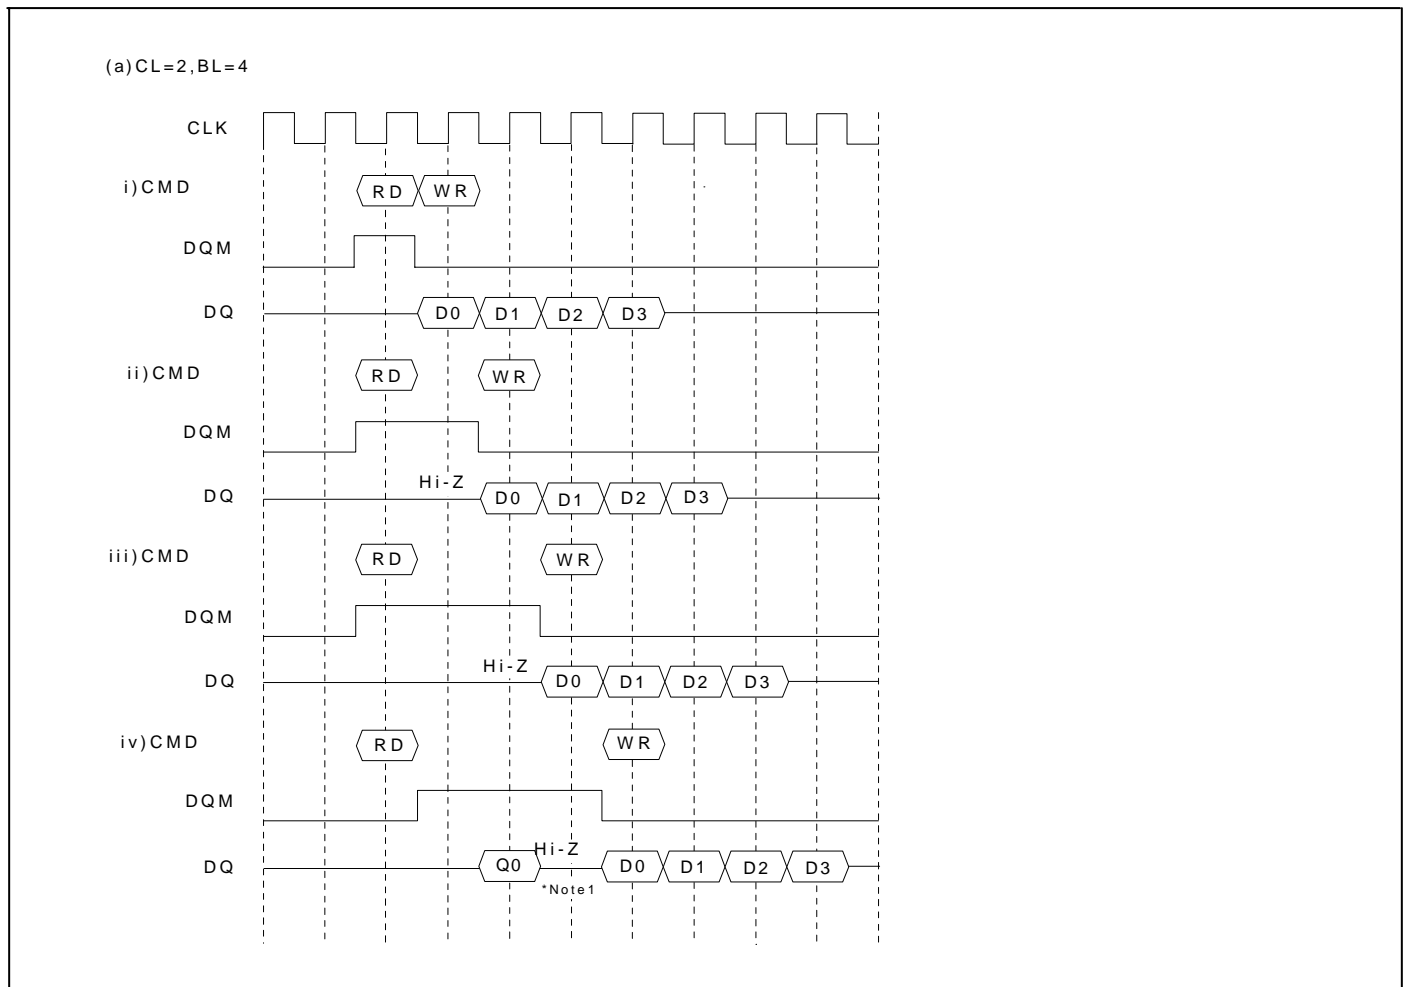 (a)CL=2,BL=4
CLK
i)CMD RD WR
DQM
DQ D0 D1 D2 D3
ii)CMD RD WR
DQM
Hi-Z
DQ D0 D1 D2 D3
iii)CMD RD WR
DQM
Hi-Z
DQ D0 D1 D2 D3
iv)CMD RD WR
DQM
Hi-Z
DQ Q0 D0 D1 D2 D3
*Note1